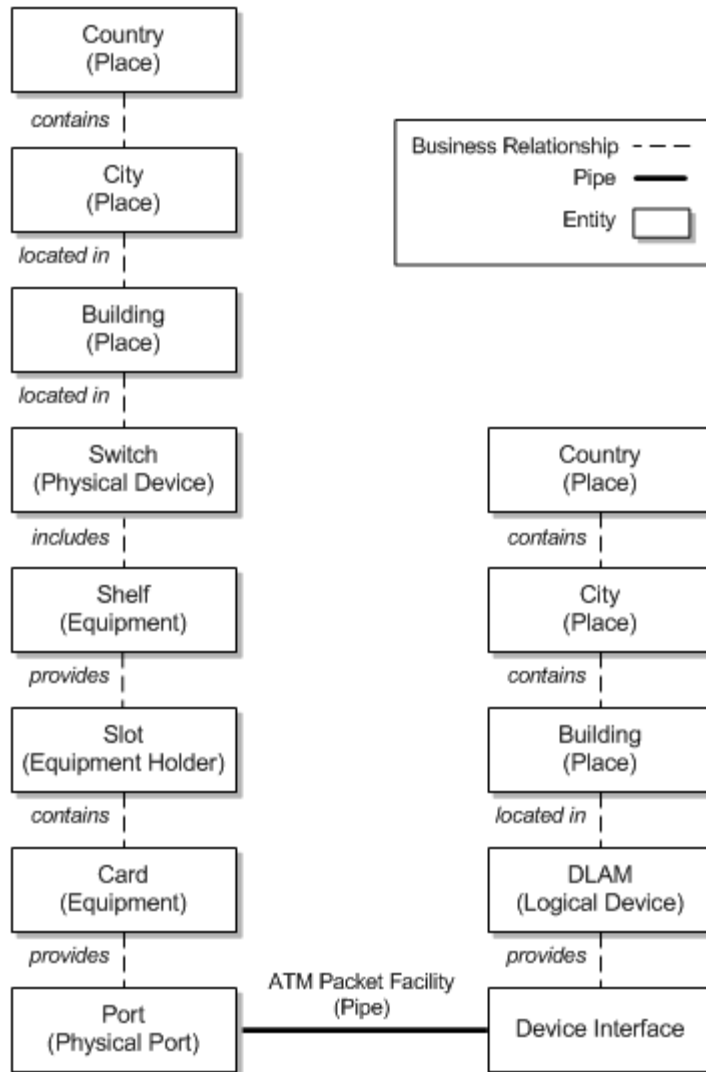 Country
(Place)
contains
City
(Place)
located in
Building
(Place)
located in
Switch
(Physical Device)
includes
Shelf
(Equipment)
provides
Slot
(Equipment Holder)
contains
Card
(Equipment)
provides
Port
(Physical Port)
ATM Packet Facility
(Pipe)
Business Relationship
Pipe
Entity
Country
(Place)
contains
City
(Place)
contains
Building
(Place)
located in
DLAM
(Logical Device)
provides
Device Interface